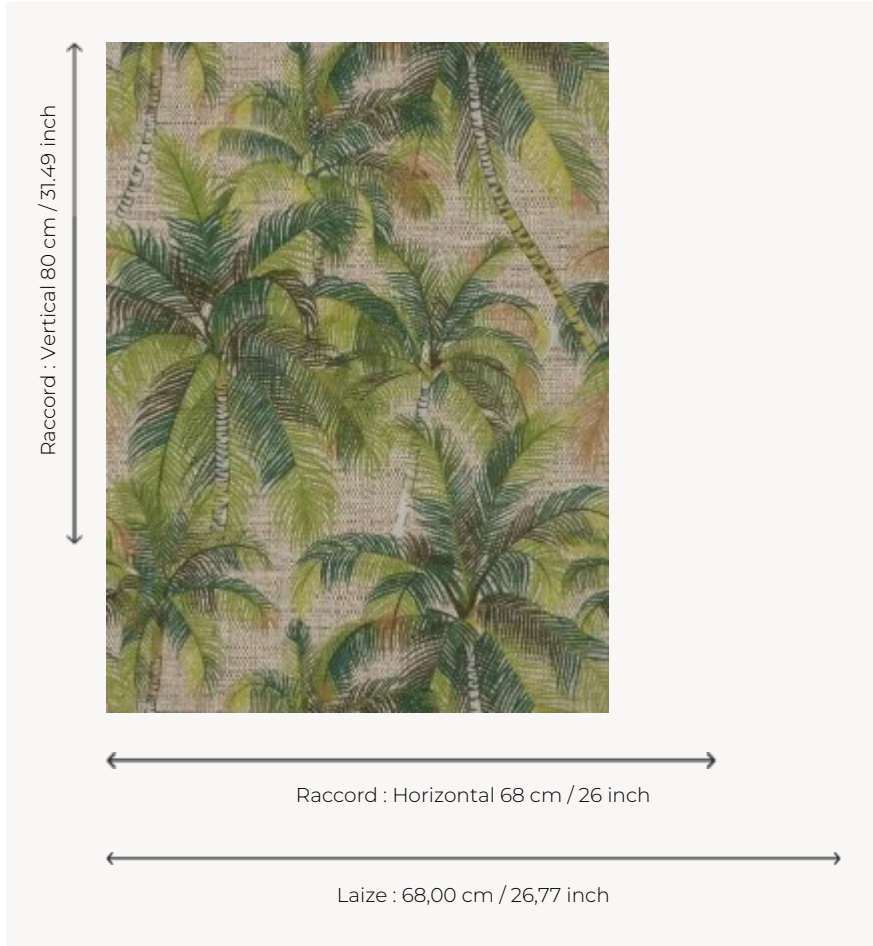 Raccord : Vertical 80 cm / 31.49 inch
Raccord : Horizontal 68 cm / 26 inch
Laize : 68,00 cm / 26,77 inch